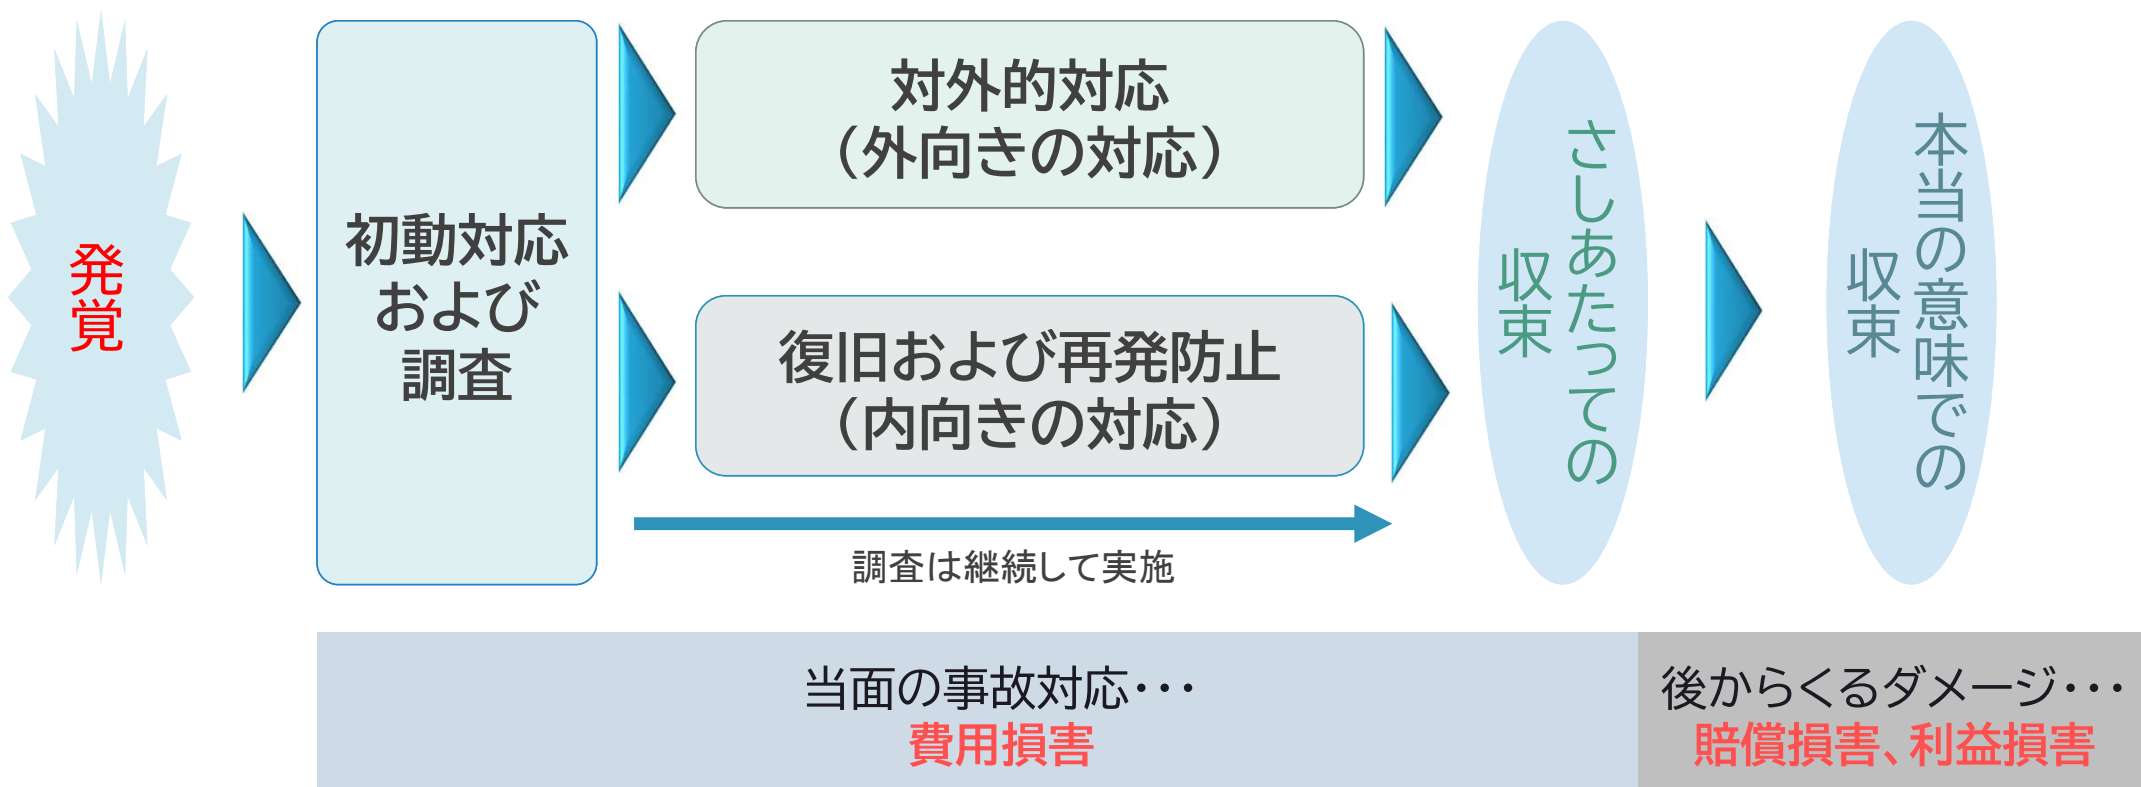 発覚
初動対応
および
調査
対外的対応
（外向きの対応）
復旧および再発防止
（内向きの対応）
調査は継続して実施
さしあたっての
収束
本当の意味での
収束
当面の事故対応･･･
費用損害
後からくるダメージ･･･
賠償損害、利益損害